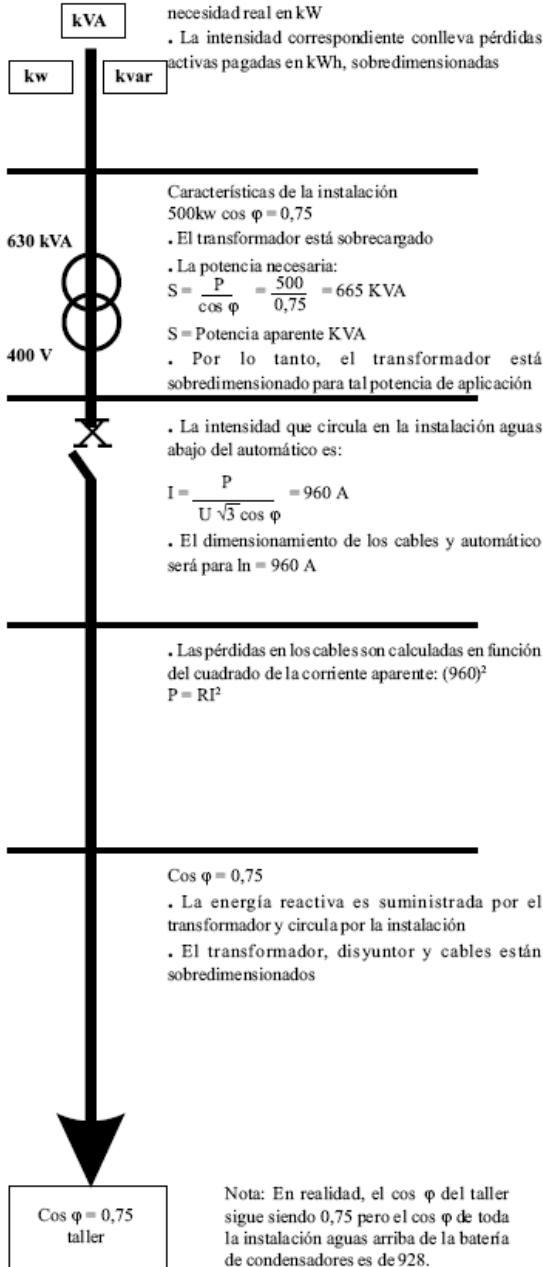 kVA
kw
kvar
necesidad real en kW
. La intensidad correspondiente conlleva pérdidas
activas pagadas en kWh, sobredimensionadas
630 kVA
400 V
Características de la instalación
500kw cos φ = 0,75
. El transformador está sobrecargado
. La potencia necesaria:
S = P / cos φ = 500 / 0,75 = 665 KVA
S = Potencia aparente KVA
. Por lo tanto, el transformador está
sobredimensionado para tal potencia de aplicación
. La intensidad que circula en la instalación aguas
abajo del automático es:
I = P / U √3 cos φ = 960 A
. El dimensionamiento de los cables y automático
será para ln = 960 A
. Las pérdidas en los cables son calculadas en función
del cuadrado de la corriente aparente: (960)²
P = RI²
Cos φ = 0,75
. La energía reactiva es suministrada por el
transformador y circula por la instalación
. El transformador, disyuntor y cables están
sobredimensionados
Cos φ = 0,75
taller
Nota: En realidad, el cos φ del taller
sigue siendo 0,75 pero el cos φ de toda
la instalación aguas arriba de la batería
de condensadores es de 928.